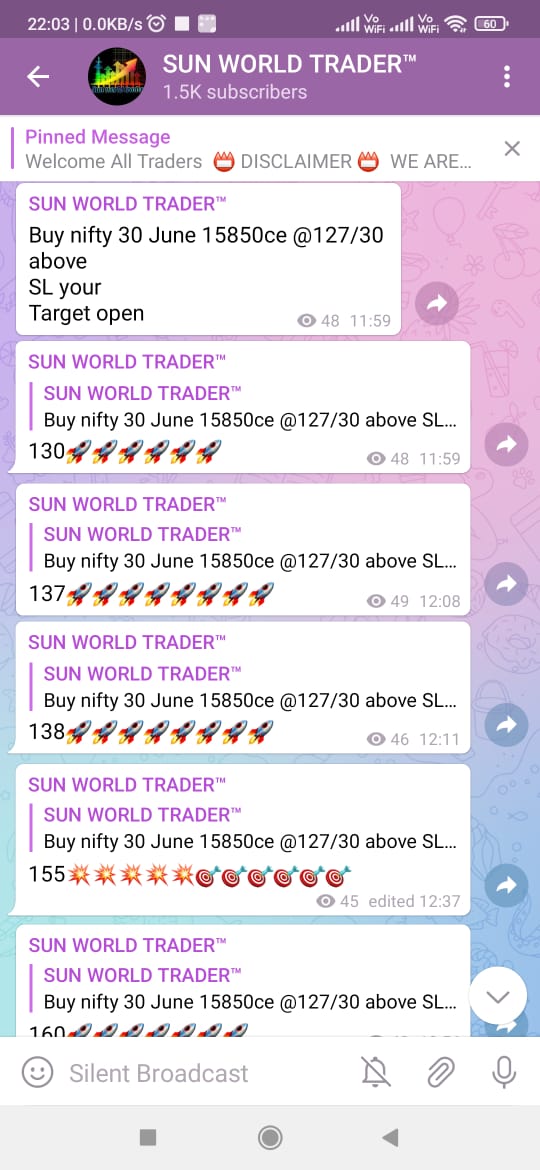 22:03 | 0.0KB/s
Vo WiFi Vo WiFi 60
SUN WORLD TRADER™
1.5K subscribers
Pinned Message
Welcome All Traders 📛 DISCLAIMER 📛 WE ARE...
SUN WORLD TRADER™
Buy nifty 30 June 15850ce @127/30
above
SL your
Target open
48 11:59
SUN WORLD TRADER™
SUN WORLD TRADER™
Buy nifty 30 June 15850ce @127/30 above SL...
130🚀🚀🚀🚀🚀🚀
48 11:59
SUN WORLD TRADER™
SUN WORLD TRADER™
Buy nifty 30 June 15850ce @127/30 above SL...
137🚀🚀🚀🚀🚀🚀🚀🚀
49 12:08
SUN WORLD TRADER™
SUN WORLD TRADER™
Buy nifty 30 June 15850ce @127/30 above SL...
138🚀🚀🚀🚀🚀🚀🚀🚀
46 12:11
SUN WORLD TRADER™
SUN WORLD TRADER™
Buy nifty 30 June 15850ce @127/30 above SL...
155💥💥💥💥💥🎯🎯🎯🎯🎯🎯
45 edited 12:37
SUN WORLD TRADER™
SUN WORLD TRADER™
Buy nifty 30 June 15850ce @127/30 above SL...
160🚀🚀🚀🚀🚀🚀🚀
Silent Broadcast